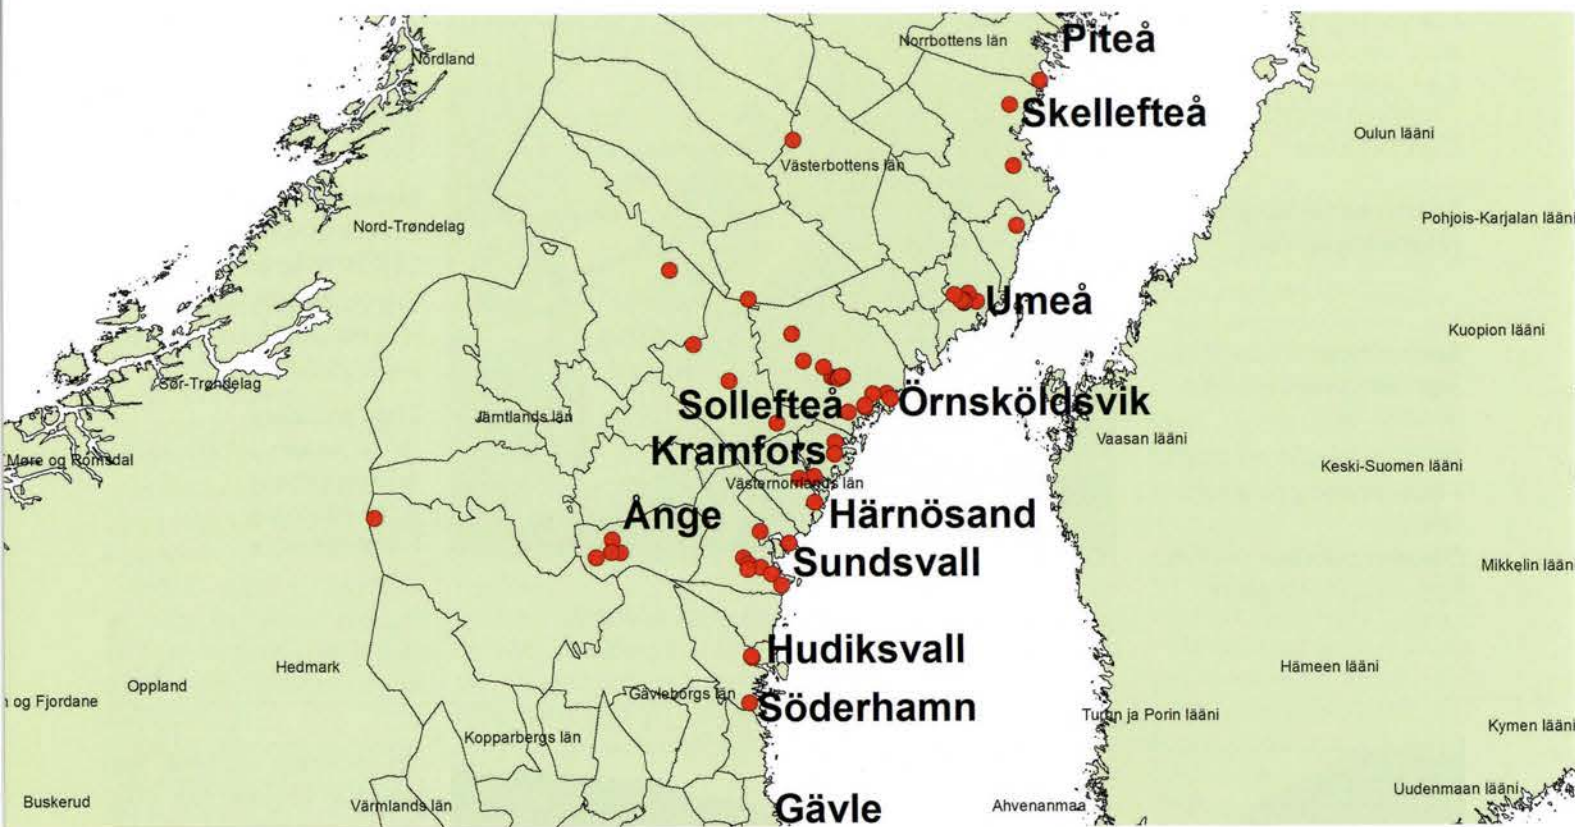 Piteå
Norrbottens län
Nordland
Skellefteå
Oulun lääni
Västerbottens län
Pohjois-Karjalan lääni
Nord-Trøndelag
Umeå
Kuopion lääni
Sør-Trøndelag
Sollefteå
Örnsköldsvik
Jämtlands län
Vaasan lääni
Kramfors
Møre og Romsdal
Keski-Suomen lääni
Västernorrlands län
Ånge
Härnösand
Sundsvall
Mikkelin lään
Hudiksvall
Hedmark
Hämeen lääni
Oppland
Gävleborgs län
og Fjordane
Söderhamn
Turun ja Porin lääni
Kymen lääni
Kopparbergs län
Uudenmaan lääni
Buskerud
Värmlands län
Gävle
Ahvenanmaa